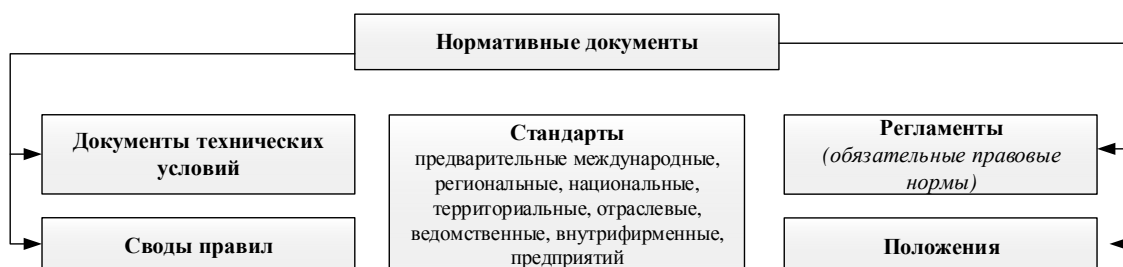 Нормативные документы
Документы технических
условий
Стандарты
предварительные международные,
региональные, национальные,
территориальные, отраслевые,
ведомственные, внутрифирменные,
предприятий
Регламенты
(обязательные правовые
нормы)
Своды правил
Положения